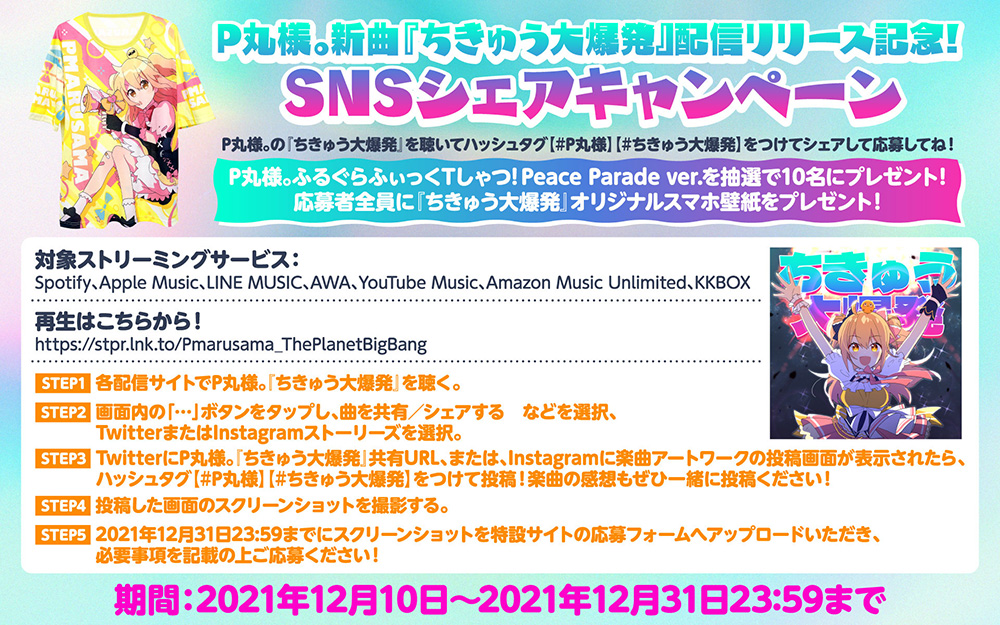 P丸様。新曲『ちきゅう大爆発』配信リリース記念！
SNSシェアキャンペーン
P丸様。の『ちきゅう大爆発』を聴いてハッシュタグ【#P丸様】【#ちきゅう大爆発】をつけてシェアして応募してね！
P丸様。ふるぐらふぃっくTしゃつ！Peace Parade ver.を抽選で10名にプレゼント！
応募者全員に『ちきゅう大爆発』オリジナルスマホ壁紙をプレゼント！
PMARUSAMA
対象ストリーミングサービス：
Spotify、Apple Music、LINE MUSIC、AWA、YouTube Music、Amazon Music Unlimited、KKBOX
再生はこちらから！
https://stpr.lnk.to/Pmarusama_ThePlanetBigBang
ちきゅう
大爆発
STEP1 各配信サイトでP丸様。『ちきゅう大爆発』を聴く。
STEP2 画面内の「…」ボタンをタップし、曲を共有／シェアする　などを選択、
TwitterまたはInstagramストーリーズを選択。
STEP3 TwitterにP丸様。『ちきゅう大爆発』共有URL、または、Instagramに楽曲アートワークの投稿画面が表示されたら、
ハッシュタグ【#P丸様】【#ちきゅう大爆発】をつけて投稿！楽曲の感想もぜひ一緒に投稿ください！
STEP4 投稿した画面のスクリーンショットを撮影する。
STEP5 2021年12月31日23:59までにスクリーンショットを特設サイトの応募フォームへアップロードいただき、
必要事項を記載の上ご応募ください！
期間：2021年12月10日～2021年12月31日23:59まで